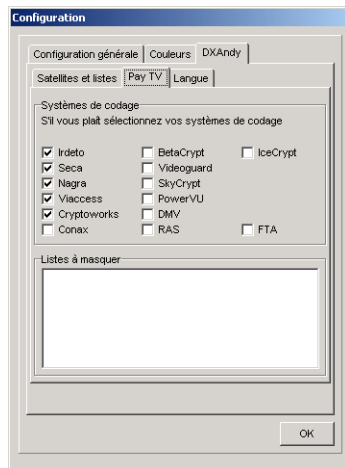 Configuration
Configuration générale Couleurs DXAndy
Satellites et listes Pay TV Langue
Systèmes de codage
S'il vous plaît sélectionnez vos systèmes de codage
Irdeto BetaCrypt IceCrypt
Seca Videoguard
Nagra SkyCrypt
Viaccess PowerVU
Cryptoworks DMV
Conax RAS FTA
Listes à masquer
OK